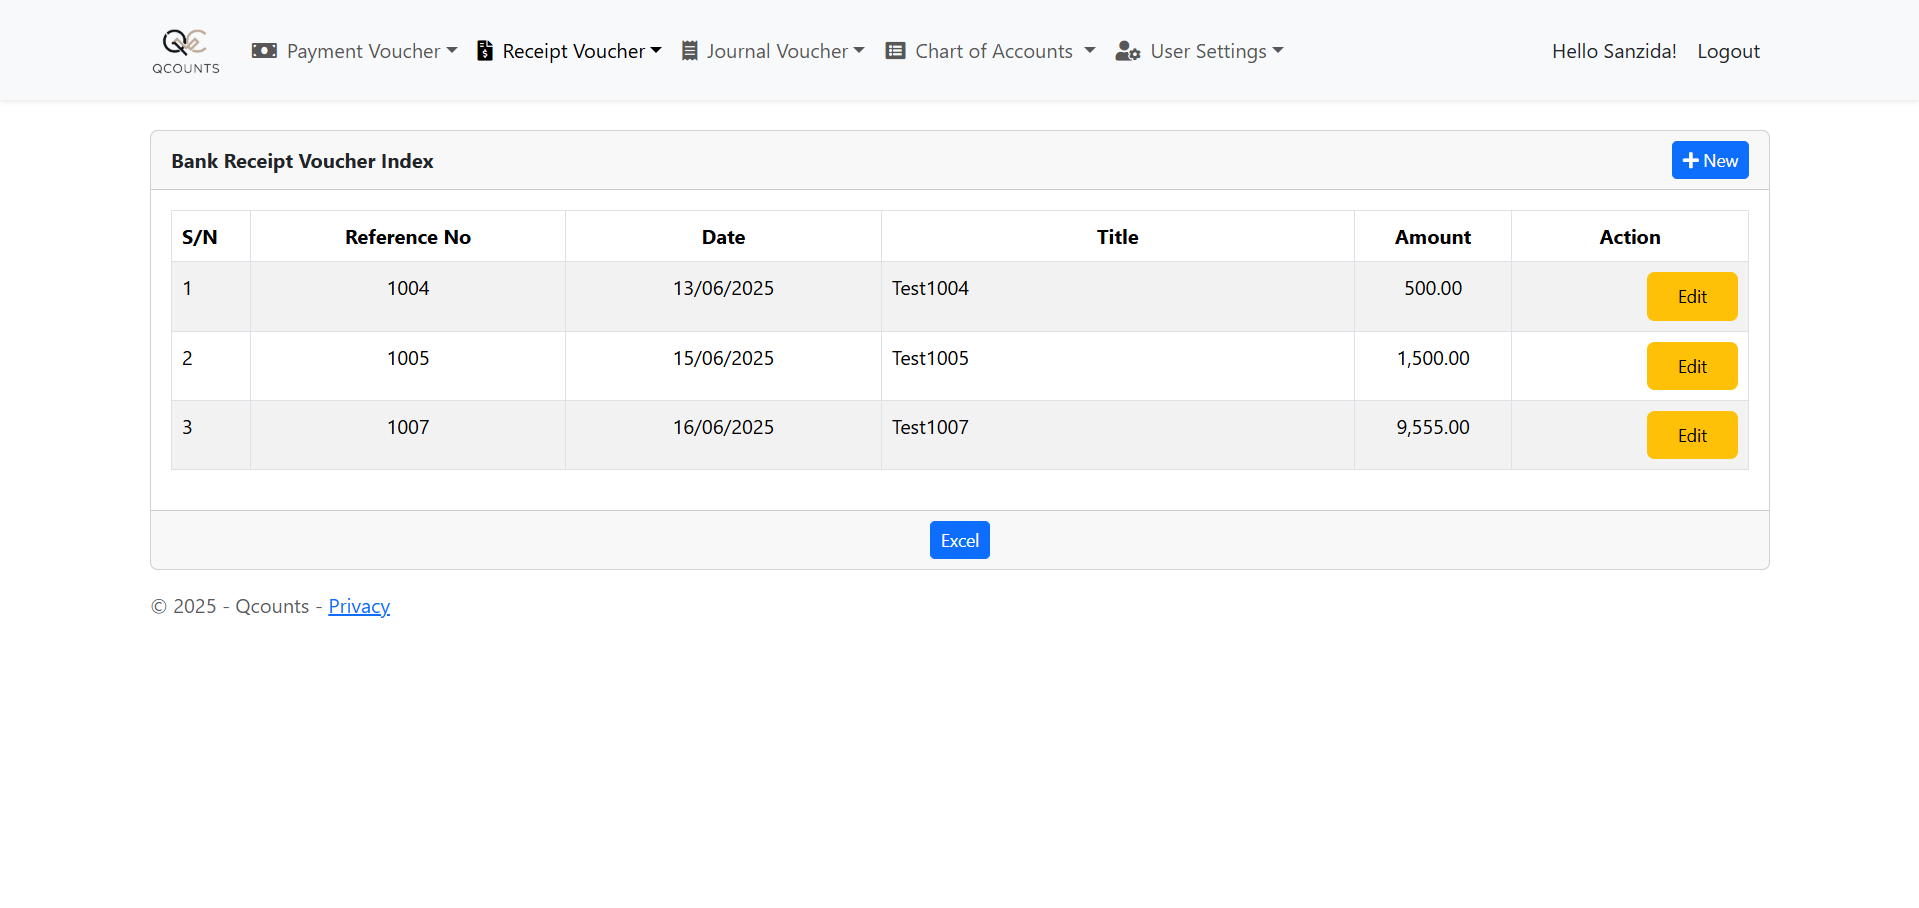 QCOUNTS Payment Voucher Receipt Voucher Journal Voucher Chart of Accounts User Settings Hello Sanzida! Logout
Bank Receipt Voucher Index + New
S/N Reference No Date Title Amount Action
1 1004 13/06/2025 Test1004 500.00 Edit
2 1005 15/06/2025 Test1005 1,500.00 Edit
3 1007 16/06/2025 Test1007 9,555.00 Edit
Excel
© 2025 - Qcounts - Privacy